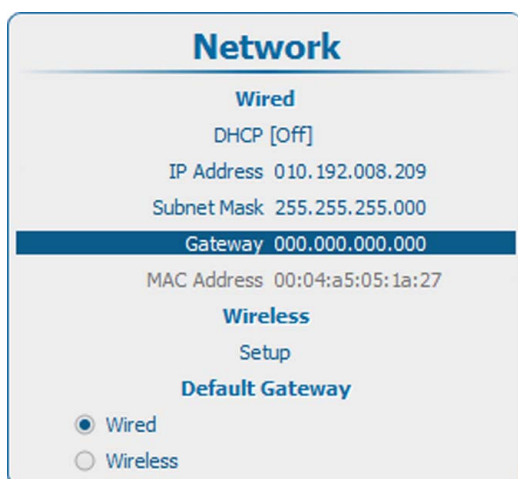 Network
Wired
DHCP [Off]
IP Address 010.192.008.209
Subnet Mask 255.255.255.000
Gateway 000.000.000.000
MAC Address 00:04:a5:05:1a:27
Wireless
Setup
Default Gateway
Wired
Wireless